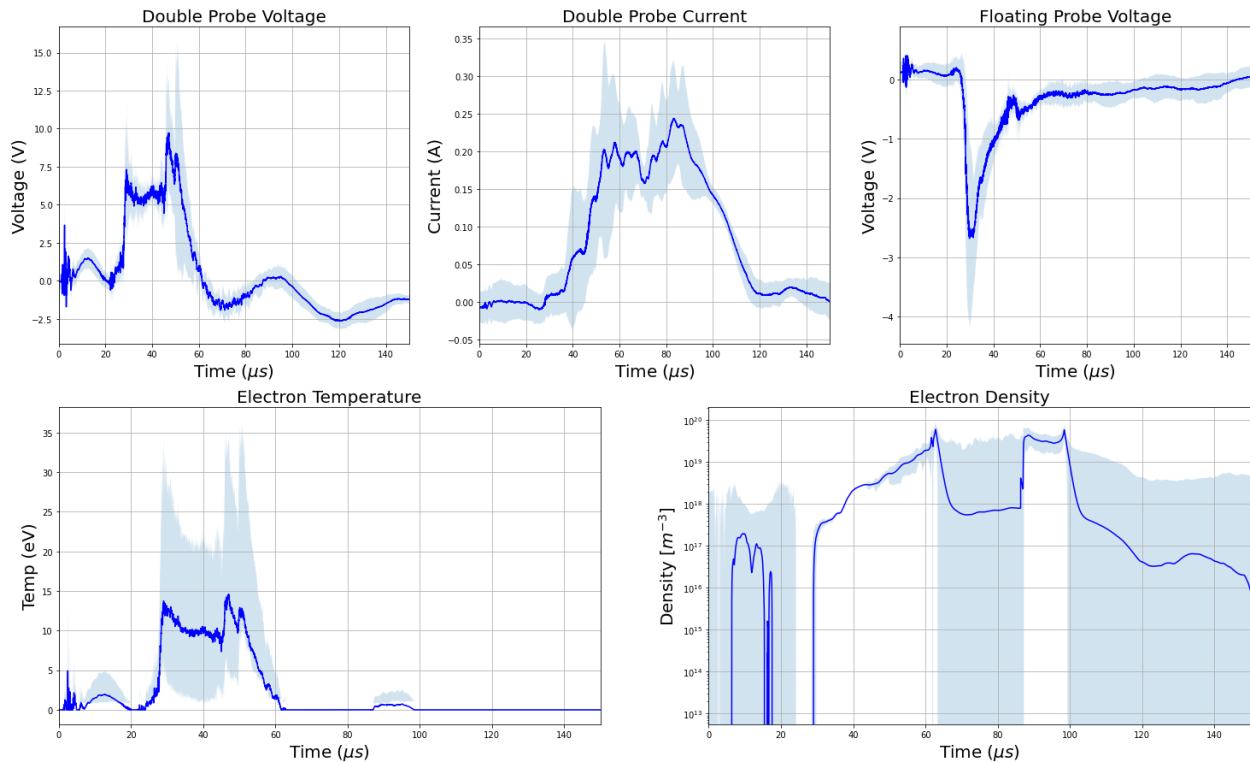 Double Probe Voltage
Voltage (V)
15.0
12.5
10.0
7.5
5.0
2.5
0.0
−2.5
0 20 40 60 80 100 120 140
Time (μs)
Double Probe Current
Current (A)
0.35
0.30
0.25
0.20
0.15
0.10
0.05
0.00
−0.05
0 20 40 60 80 100 120 140
Time (μs)
Floating Probe Voltage
Voltage (V)
0
−1
−2
−3
−4
0 20 40 60 80 100 120 140
Time (μs)
Electron Temperature
Temp (eV)
35
30
25
20
15
10
5
0
0 20 40 60 80 100 120 140
Time (μs)
Electron Density
Density [m⁻³]
10²⁰
10¹⁹
10¹⁸
10¹⁷
10¹⁶
10¹⁵
10¹⁴
10¹³
0 20 40 60 80 100 120 140
Time (μs)